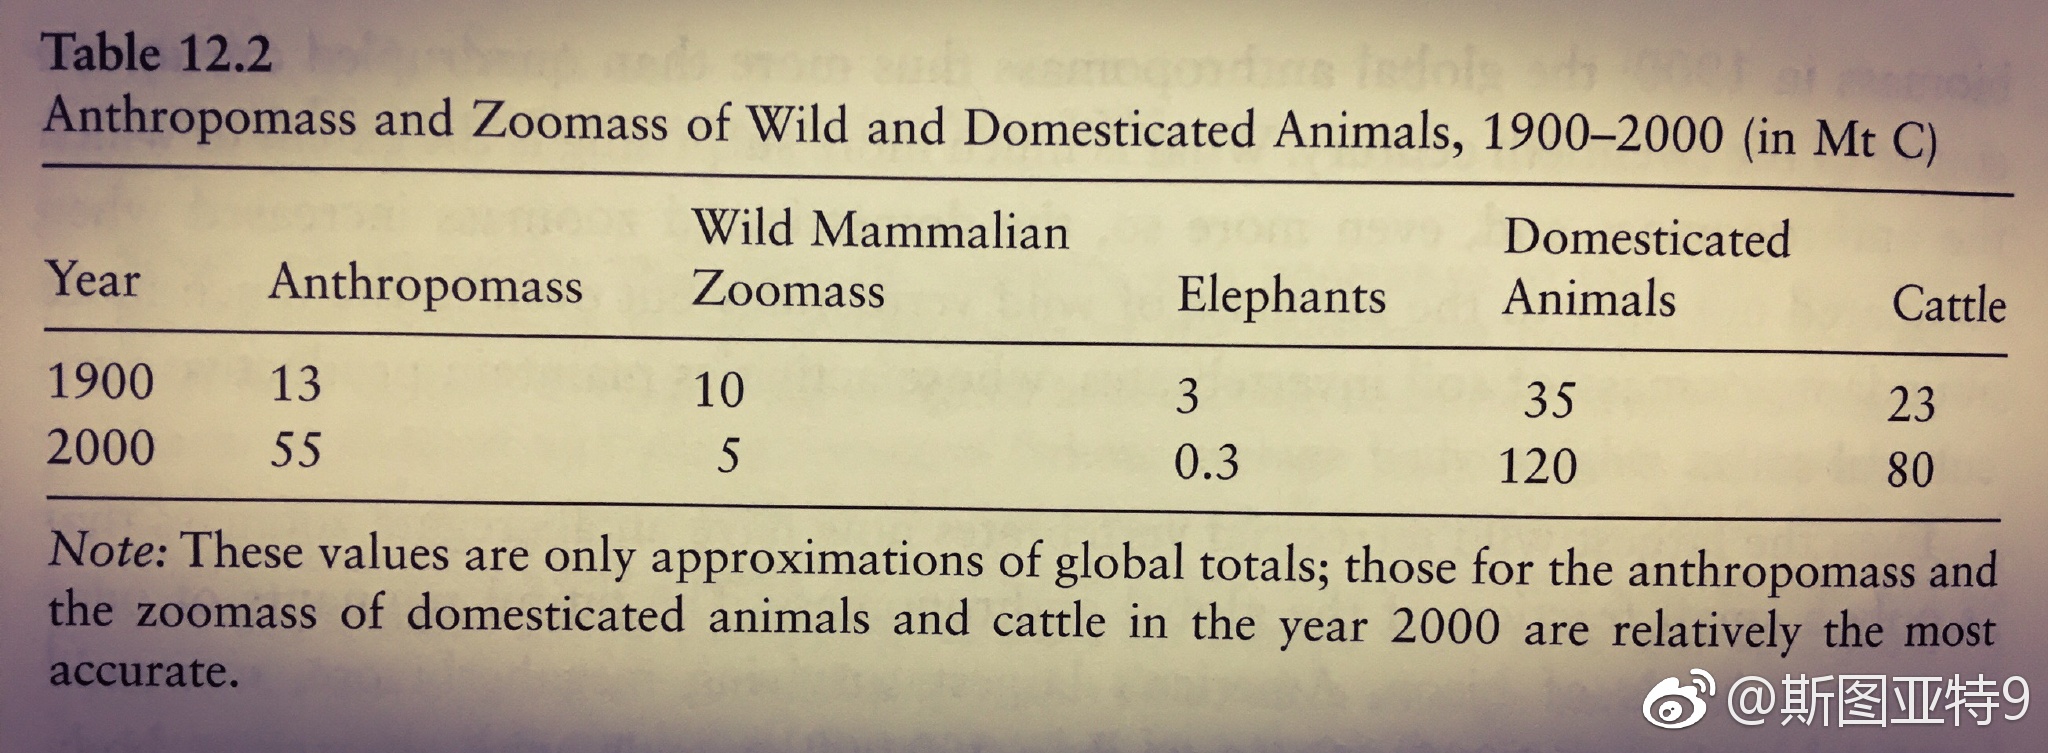 Table 12.2
Anthropomass and Zoomass of Wild and Domesticated Animals, 1900–2000 (in Mt C)
Year Anthropomass Wild Mammalian Zoomass Elephants Domesticated Animals Cattle
1900 13 10 3 35 23
2000 55 5 0.3 120 80
Note: These values are only approximations of global totals; those for the anthropomass and
the zoomass of domesticated animals and cattle in the year 2000 are relatively the most
accurate.
@斯图亚特9